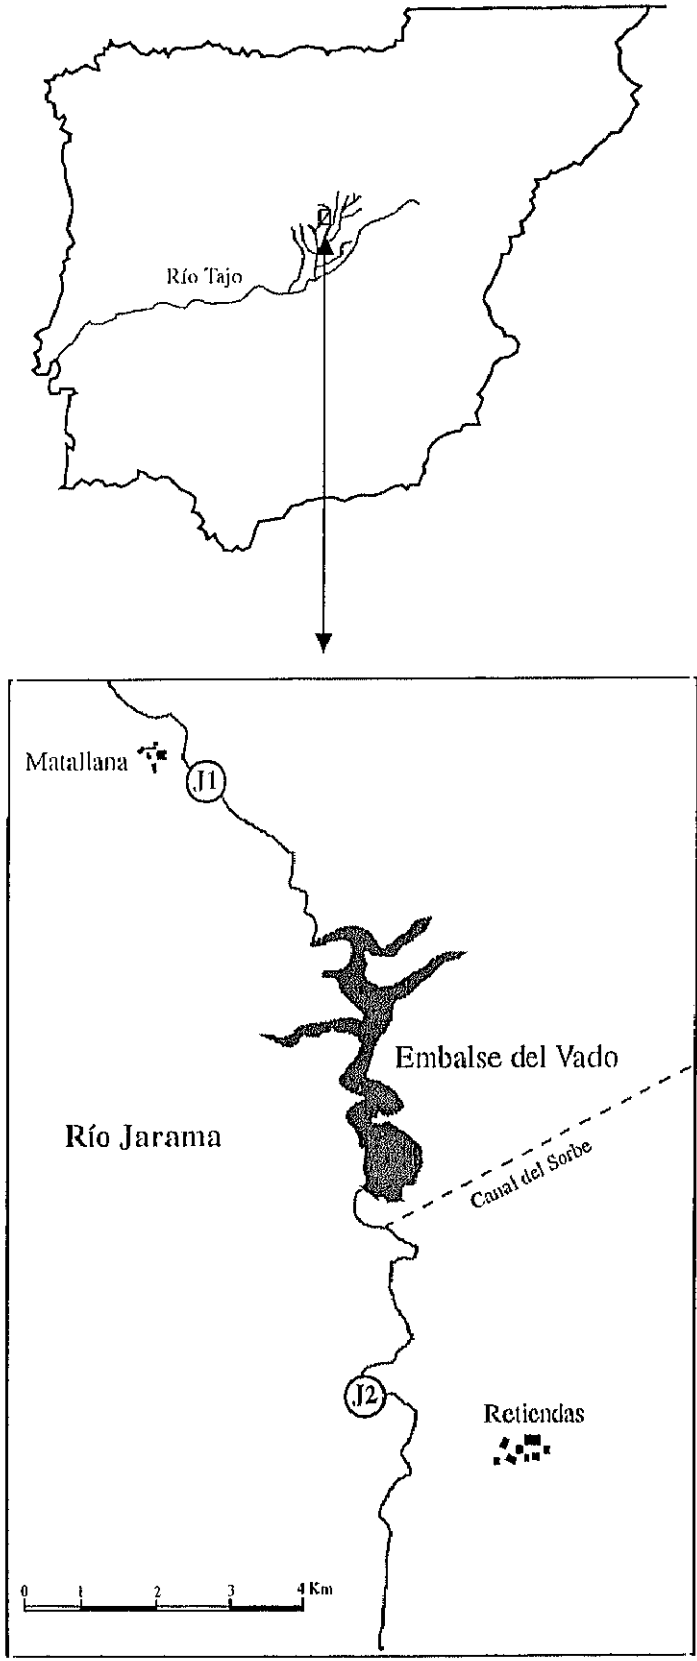 Río Tajo
Matallana
J1
Embalse del Vado
Río Jarama
Canal del Sorbe
J2
Retiendas
0 1 2 3 4 Km